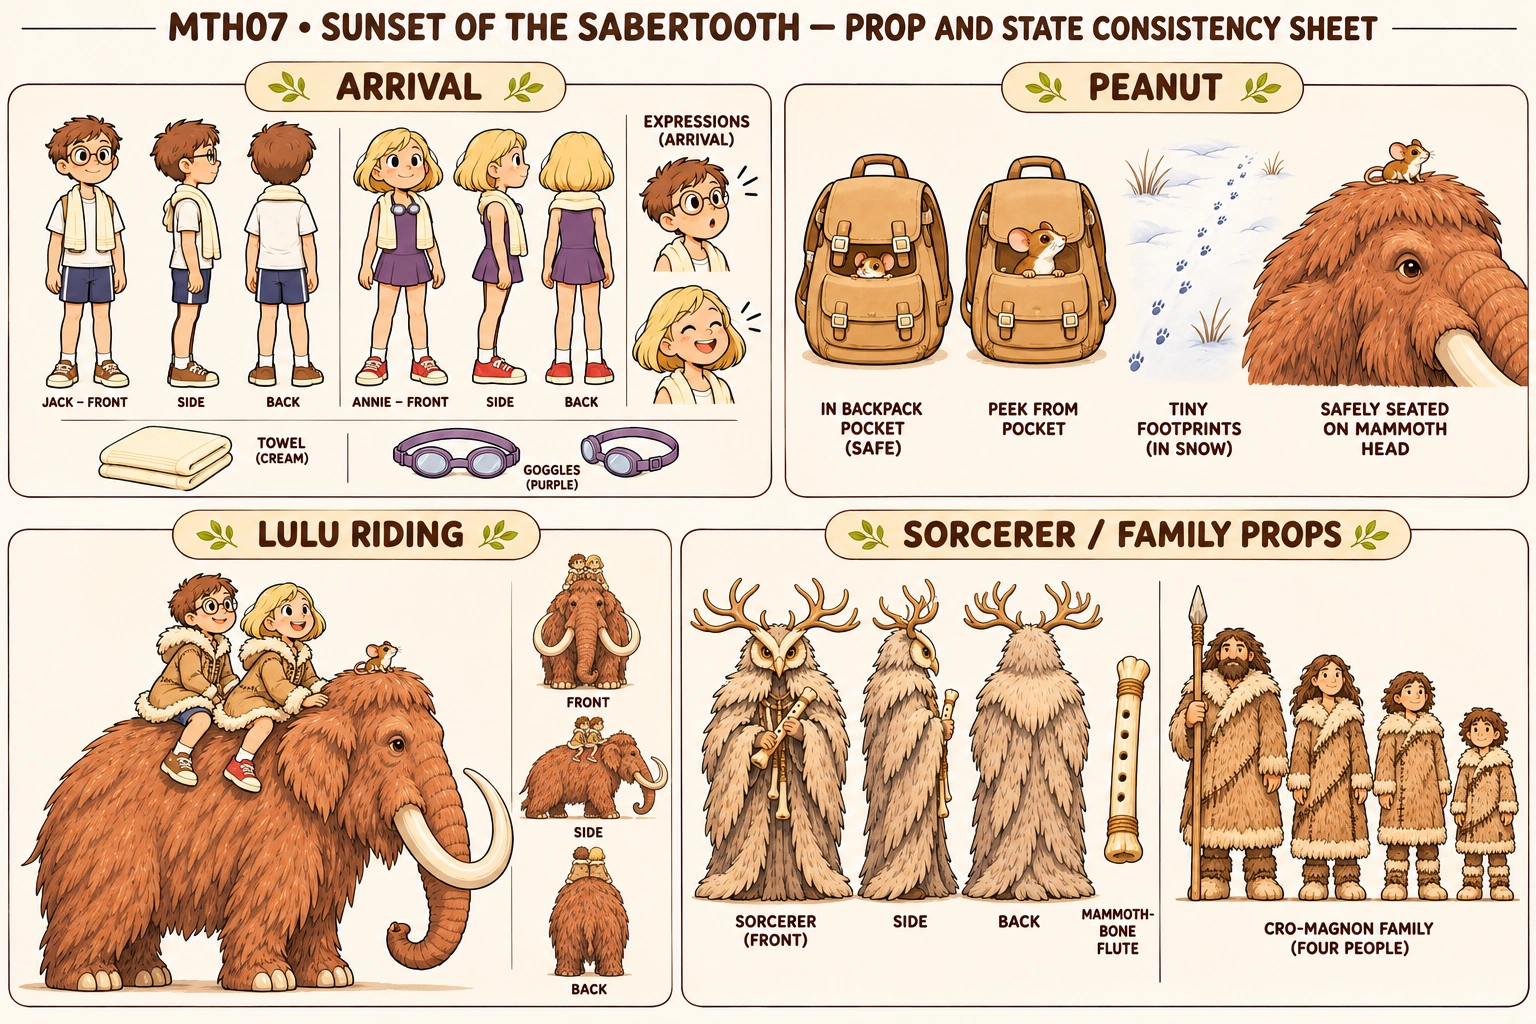 MTH07 • SUNSET OF THE SABERTOOTH – PROP AND STATE CONSISTENCY SHEET
ARRIVAL
EXPRESSIONS
(ARRIVAL)
JACK – FRONT
SIDE
BACK
ANNIE – FRONT
SIDE
BACK
TOWEL
(CREAM)
GOGGLES
(PURPLE)
PEANUT
IN BACKPACK
POCKET
(SAFE)
PEEK FROM
POCKET
TINY
FOOTPRINTS
(IN SNOW)
SAFELY SEATED
ON MAMMOTH
HEAD
LULU RIDING
FRONT
SIDE
BACK
SORCERER / FAMILY PROPS
SORCERER
(FRONT)
SIDE
BACK
MAMMOTH-
BONE
FLUTE
CRO-MAGNON FAMILY
(FOUR PEOPLE)